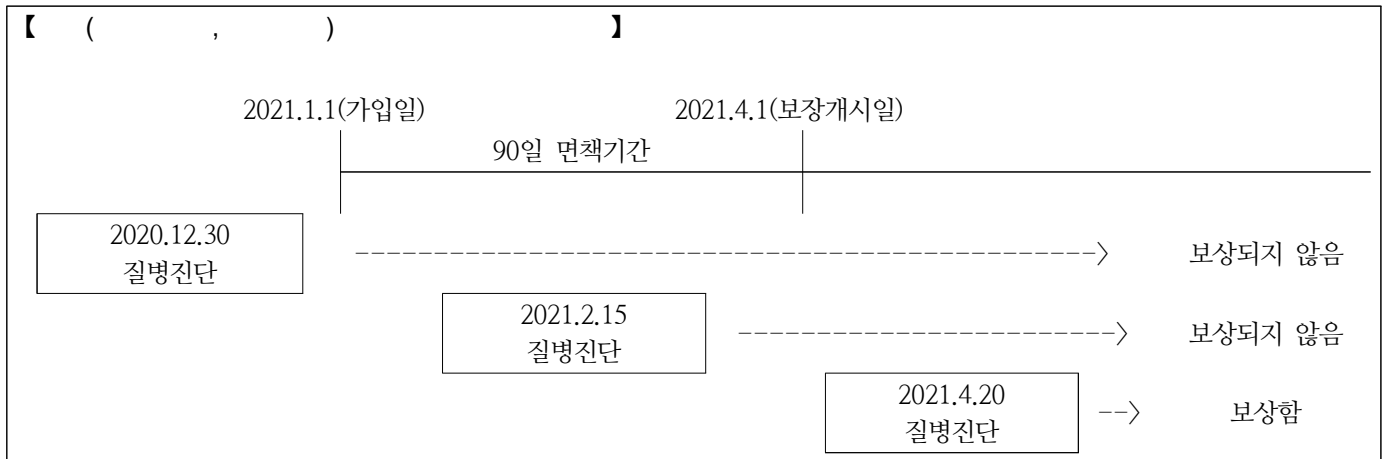 【 ( , ) 】
2021.1.1(가입일) 2021.4.1(보장개시일)
90일 면책기간
2020.12.30
질병진단
보상되지 않음
2021.2.15
질병진단
보상되지 않음
2021.4.20
질병진단
보상함